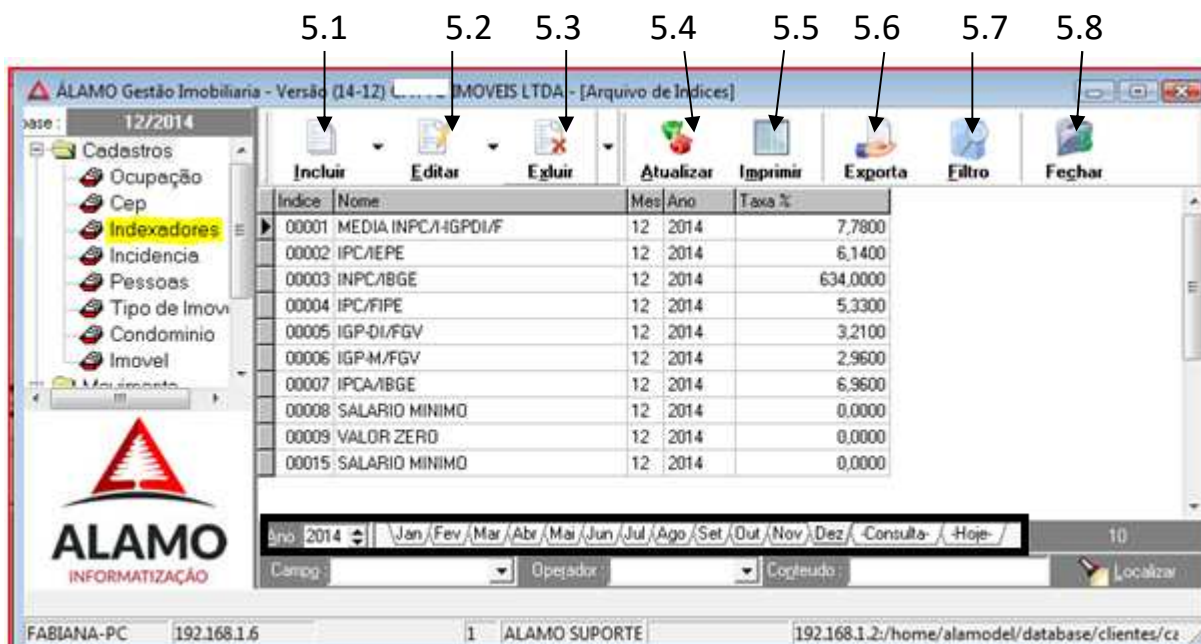 5.1 5.2 5.3 5.4 5.5 5.6 5.7 5.8
ÁLAMO Gestão Imobiliaria - Versão (14-12) IMOVEIS LTDA - [Arquivo de Indices]
base : 12/2014
Cadastros
Ocupação
Cep
Indexadores
Incidencia
Pessoas
Tipo de Imov
Condominio
Imovel
Movimento
Incluir Editar Exluir Atualizar Imprimir Exporta Filtro Fechar
Indice Nome Mes Ano Taxa %
00001 MEDIA INPC/I-IGPDI/F 12 2014 7,7800
00002 IPC/IEPE 12 2014 6,1400
00003 INPC/IBGE 12 2014 634,0000
00004 IPC/FIPE 12 2014 5,3300
00005 IGP-DI/FGV 12 2014 3,2100
00006 IGP-M/FGV 12 2014 2,9600
00007 IPCA/IBGE 12 2014 6,9600
00008 SALARIO MINIMO 12 2014 0,0000
00009 VALOR ZERO 12 2014 0,0000
00015 SALARIO MINIMO 12 2014 0,0000
ALAMO
INFORMATIZAÇÃO
Ano 2014 Jan Fev Mar Abr Mai Jun Jul Ago Set Out Nov Dez -Consulta- -Hoje- 10
Campo : Operador : Conteudo : Localizar
FABIANA-PC 192.168.1.6 1 ALAMO SUPORTE 192.168.1.2:/home/alamodel/database/clientes/ca